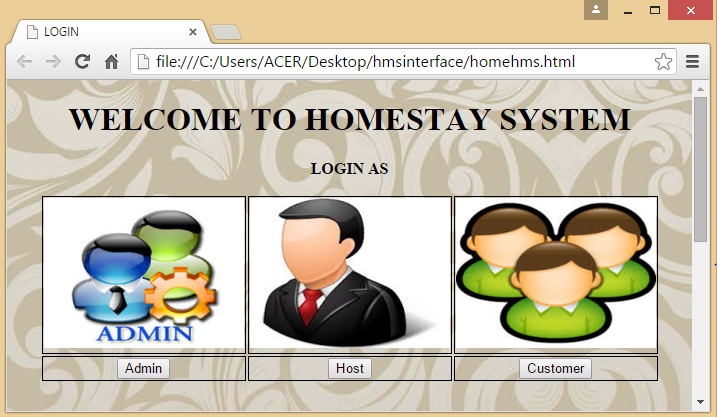 LOGIN
file:///C:/Users/ACER/Desktop/hmsinterface/homehms.html
WELCOME TO HOMESTAY SYSTEM
LOGIN AS
ADMIN
Admin Host Customer